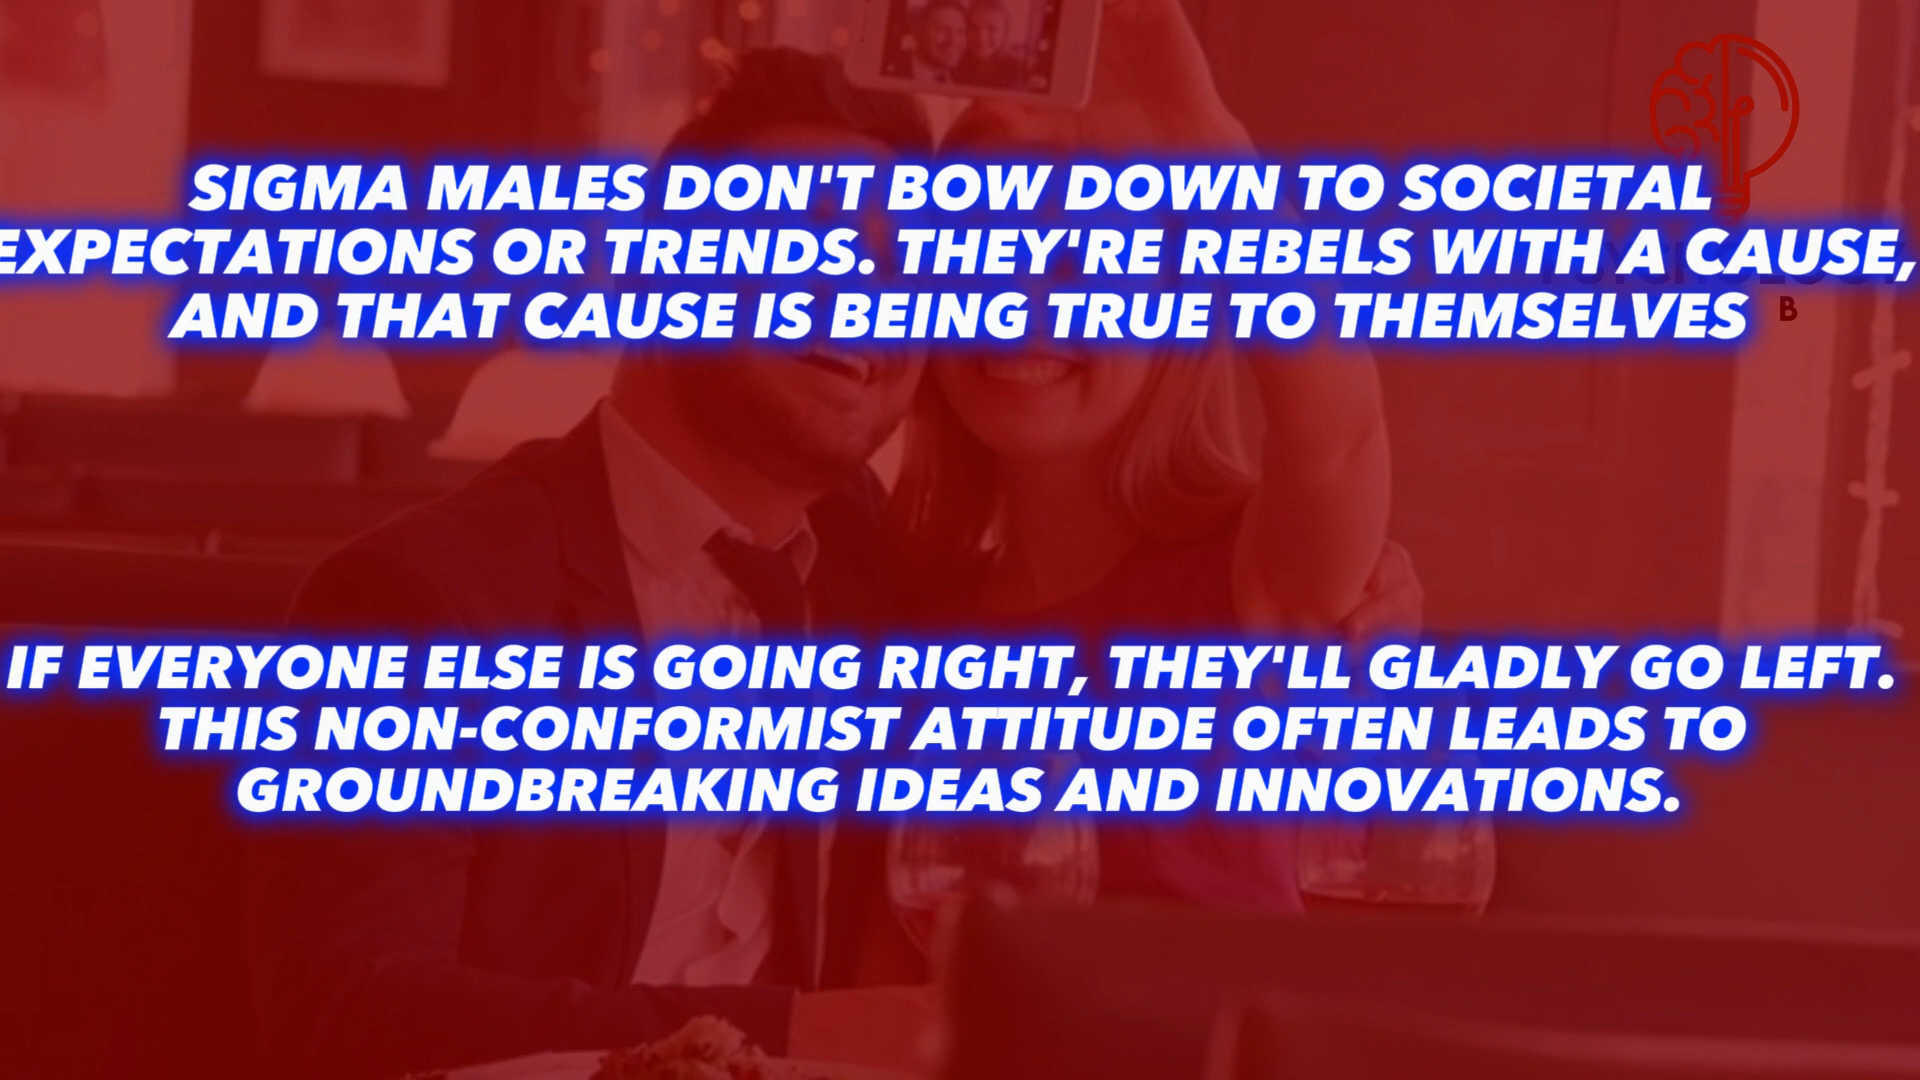 SIGMA MALES DON'T BOW DOWN TO SOCIETAL
EXPECTATIONS OR TRENDS. THEY'RE REBELS WITH A CAUSE,
AND THAT CAUSE IS BEING TRUE TO THEMSELVES
B
IF EVERYONE ELSE IS GOING RIGHT, THEY'LL GLADLY GO LEFT.
THIS NON-CONFORMIST ATTITUDE OFTEN LEADS TO
GROUNDBREAKING IDEAS AND INNOVATIONS.